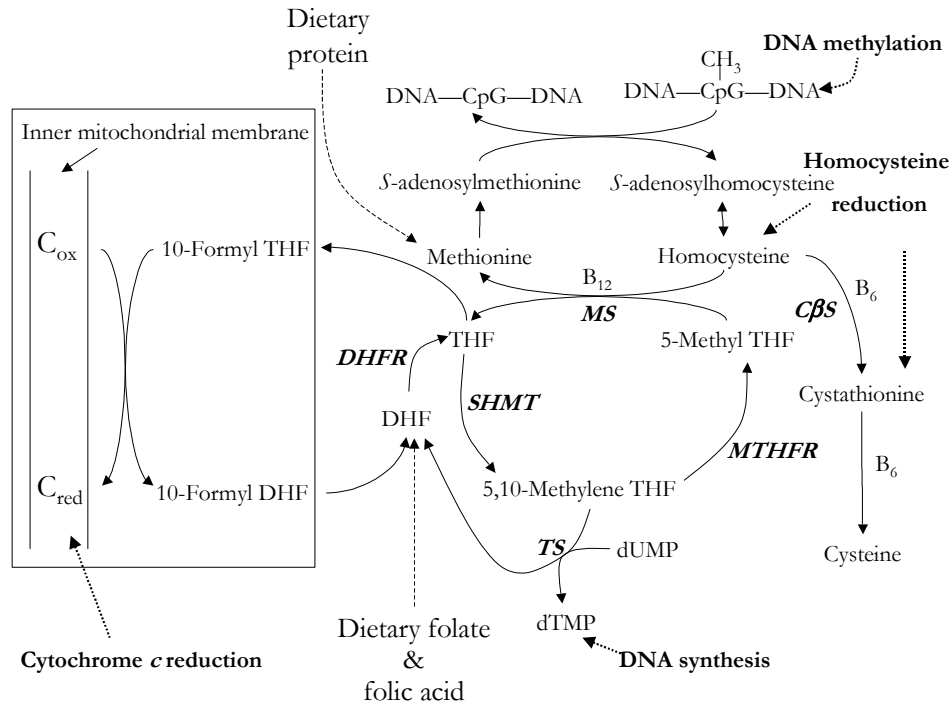 Dietary
protein
DNA methylation
CH3
DNA—CpG—DNA
DNA—CpG—DNA
Inner mitochondrial membrane
Homocysteine
reduction
S-adenosylmethionine
S-adenosylhomocysteine
Cox
10-Formyl THF
Methionine
Homocysteine
B12
MS
B6
CβS
THF
5-Methyl THF
DHFR
SHMT
Cystathionine
DHF
MTHFR
B6
Cred
10-Formyl DHF
5,10-Methylene THF
TS
dUMP
Cysteine
dTMP
Dietary folate
&
folic acid
Cytochrome c reduction
DNA synthesis